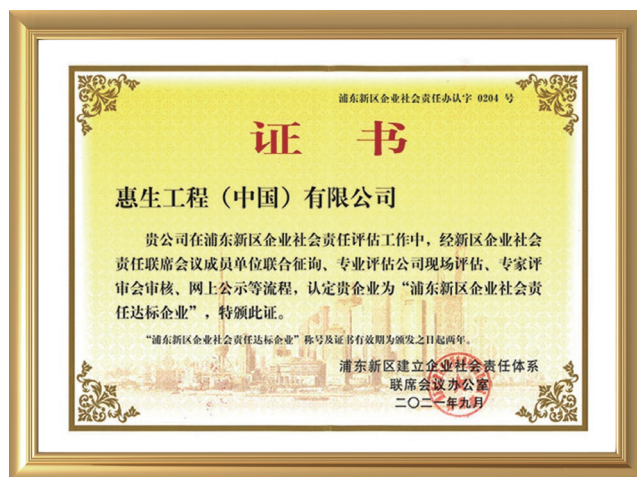 浦东新区企业社会责任办认字 0204 号
证 书
惠生工程（中国）有限公司
贵公司在浦东新区企业社会责任评估工作中，经新区企业社会
责任联席会议成员单位联合征询、专业评估公司现场评估、专家评
审会审核、网上公示等流程，认定贵企业为“浦东新区企业社会责
任达标企业”，特颁此证。
“浦东新区企业社会责任达标企业”称号及证书有效期为颁发之日起两年。
浦东新区建立企业社会责任体系
联席会议办公室
二〇二一年九月